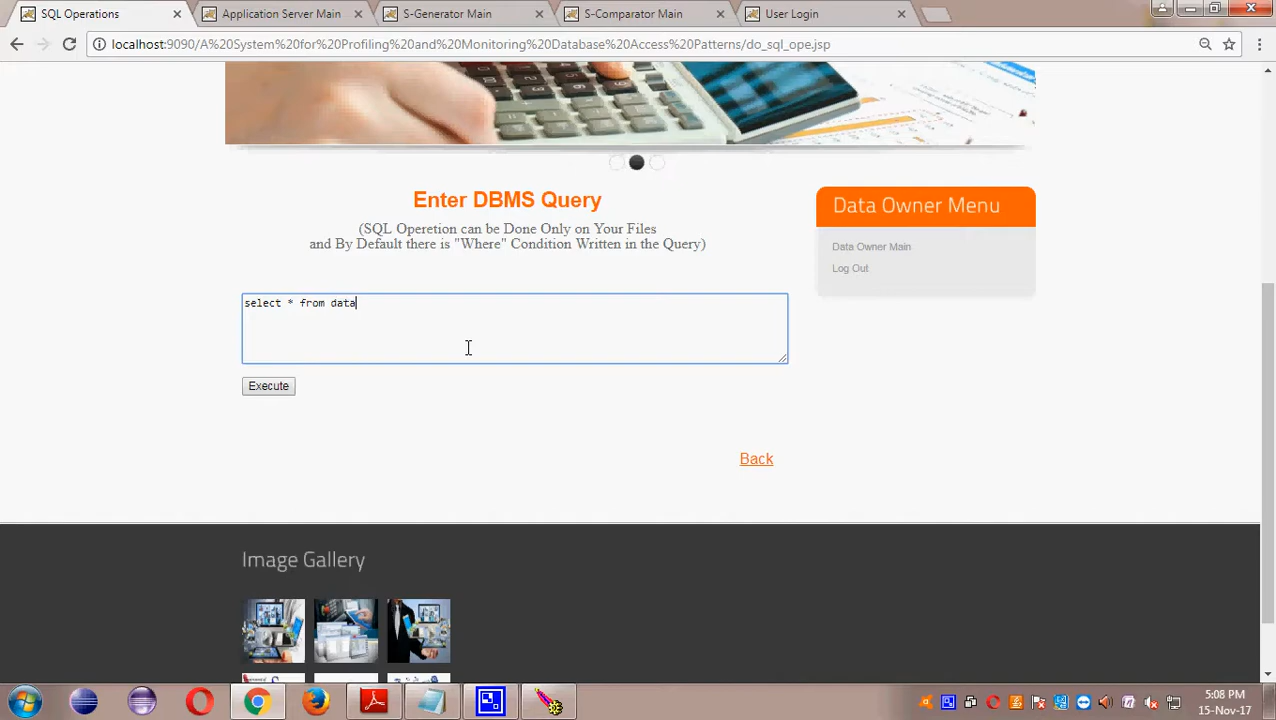 SQL Operations
Application Server Main
S-Generator Main
S-Comparator Main
User Login
localhost:9090/A%20System%20for%20Profiling%20and%20Monitoring%20Database%20Access%20Patterns/do_sql_ope.jsp
Enter DBMS Query
(SQL Operetion can be Done Only on Your Files
and By Default there is "Where" Condition Written in the Query)
Data Owner Menu
Data Owner Main
Log Out
select * from data
Execute
Back
Image Gallery
5:08 PM
15-Nov-17